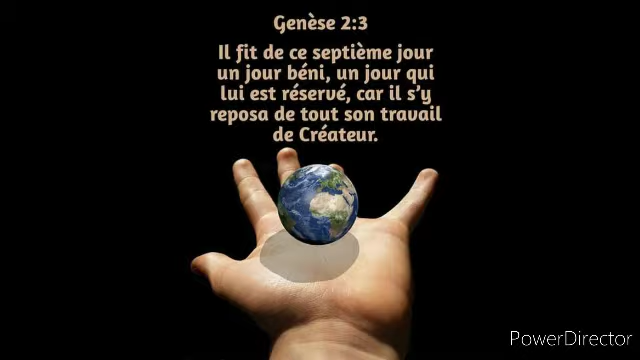 Genèse 2:3
Il fit de ce septième jour
un jour béni, un jour qui
lui est réservé, car il s'y
reposa de tout son travail
de Créateur.
PowerDirector